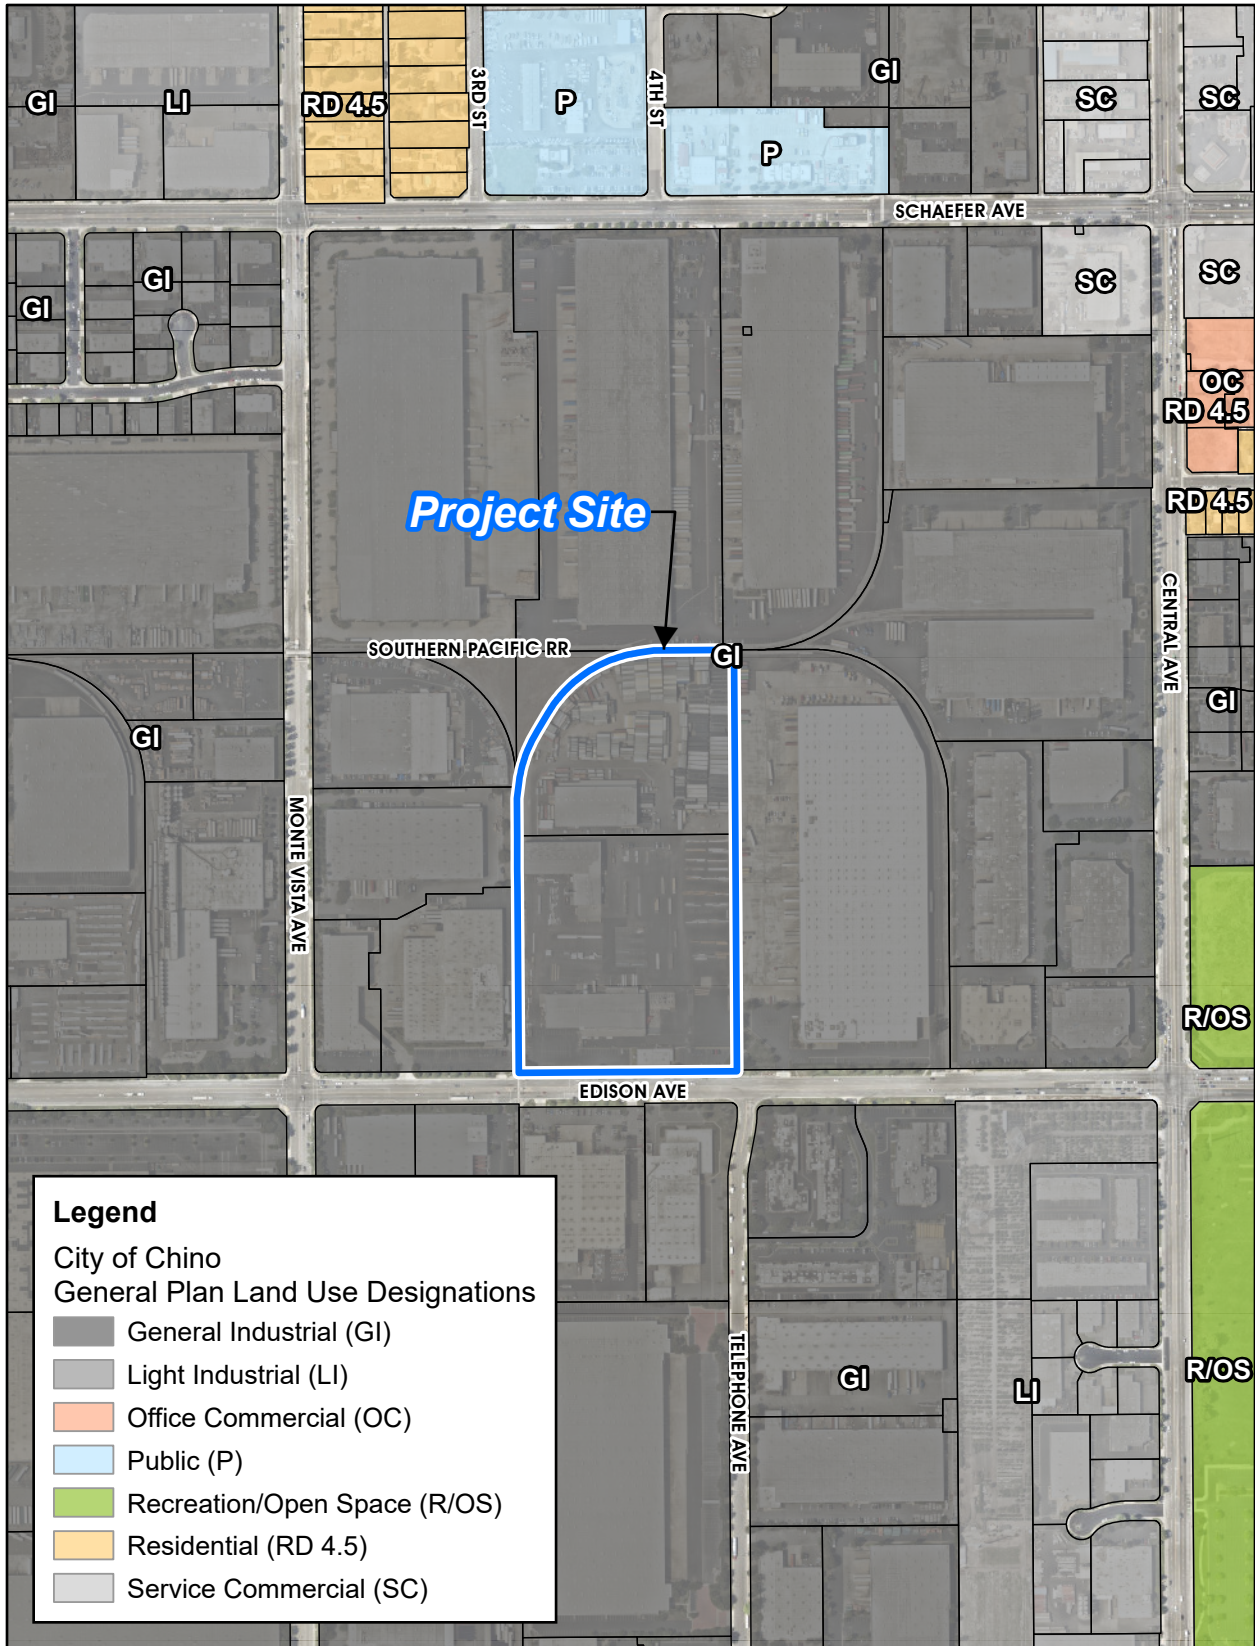 GI
LI
RD 4.5
3RD ST
P
4TH ST
GI
P
SC
SC
SCHAEFER AVE
GI
GI
SC
SC
OC
RD 4.5
RD 4.5
Project Site
CENTRAL AVE
SOUTHERN PACIFIC RR
GI
GI
GI
MONTE VISTA AVE
R/OS
EDISON AVE
TELEPHONE AVE
GI
LI
R/OS
Legend
City of Chino
General Plan Land Use Designations
General Industrial (GI)
Light Industrial (LI)
Office Commercial (OC)
Public (P)
Recreation/Open Space (R/OS)
Residential (RD 4.5)
Service Commercial (SC)